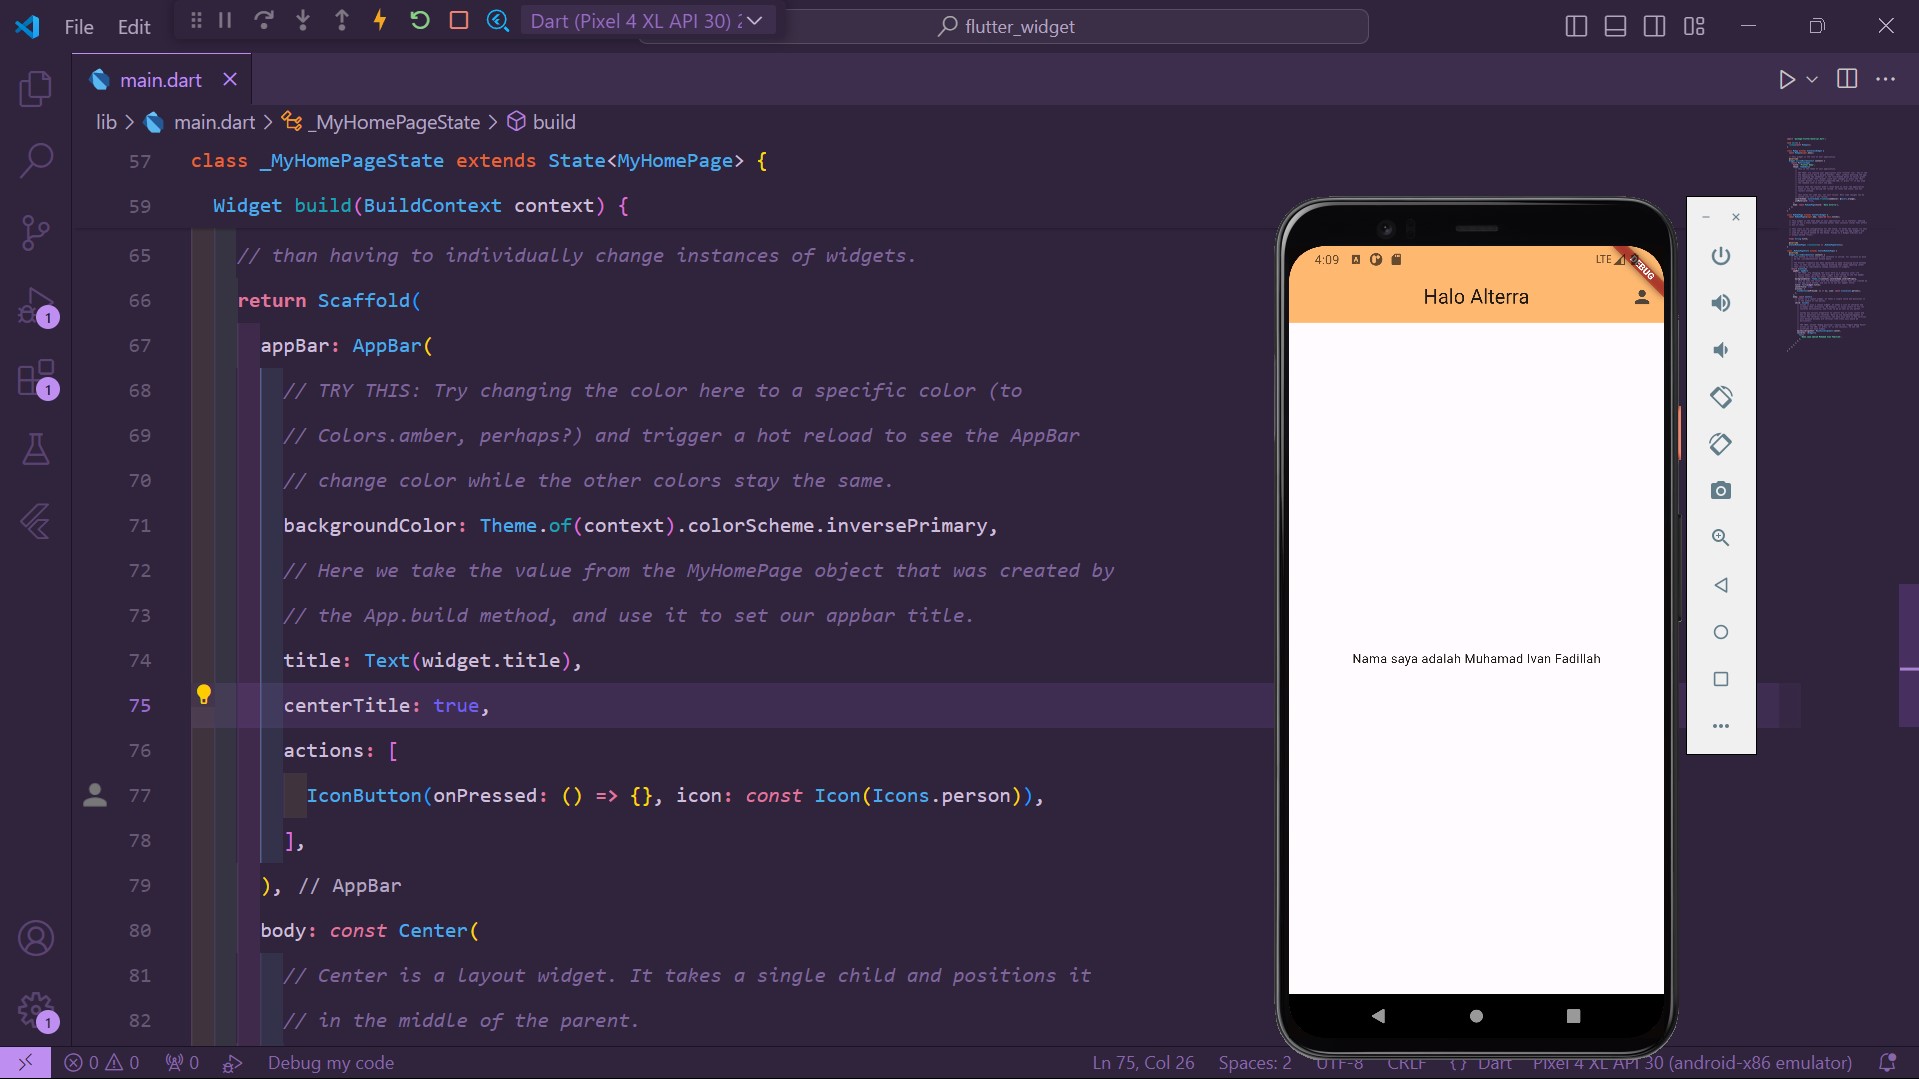 File Edit
Dart (Pixel 4 XL API 30)
flutter_widget
main.dart
lib > main.dart > _MyHomePageState > build
57 class _MyHomePageState extends State<MyHomePage> {
59 Widget build(BuildContext context) {
65 // than having to individually change instances of widgets.
66 return Scaffold(
67 appBar: AppBar(
68 // TRY THIS: Try changing the color here to a specific color (to
69 // Colors.amber, perhaps?) and trigger a hot reload to see the AppBar
70 // change color while the other colors stay the same.
71 backgroundColor: Theme.of(context).colorScheme.inversePrimary,
72 // Here we take the value from the MyHomePage object that was created by
73 // the App.build method, and use it to set our appbar title.
74 title: Text(widget.title),
75 centerTitle: true,
76 actions: [
77 IconButton(onPressed: () => {}, icon: const Icon(Icons.person)),
78 ],
79 ), // AppBar
80 body: const Center(
81 // Center is a layout widget. It takes a single child and positions it
82 // in the middle of the parent.
1
1
1
4:09
LTE
Halo Alterra
Nama saya adalah Muhamad Ivan Fadillah
0 0 0 Debug my code
Ln 75, Col 26 Spaces: 2 UTF-8 CRLF {} Dart Pixel 4 XL API 30 (android-x86 emulator)